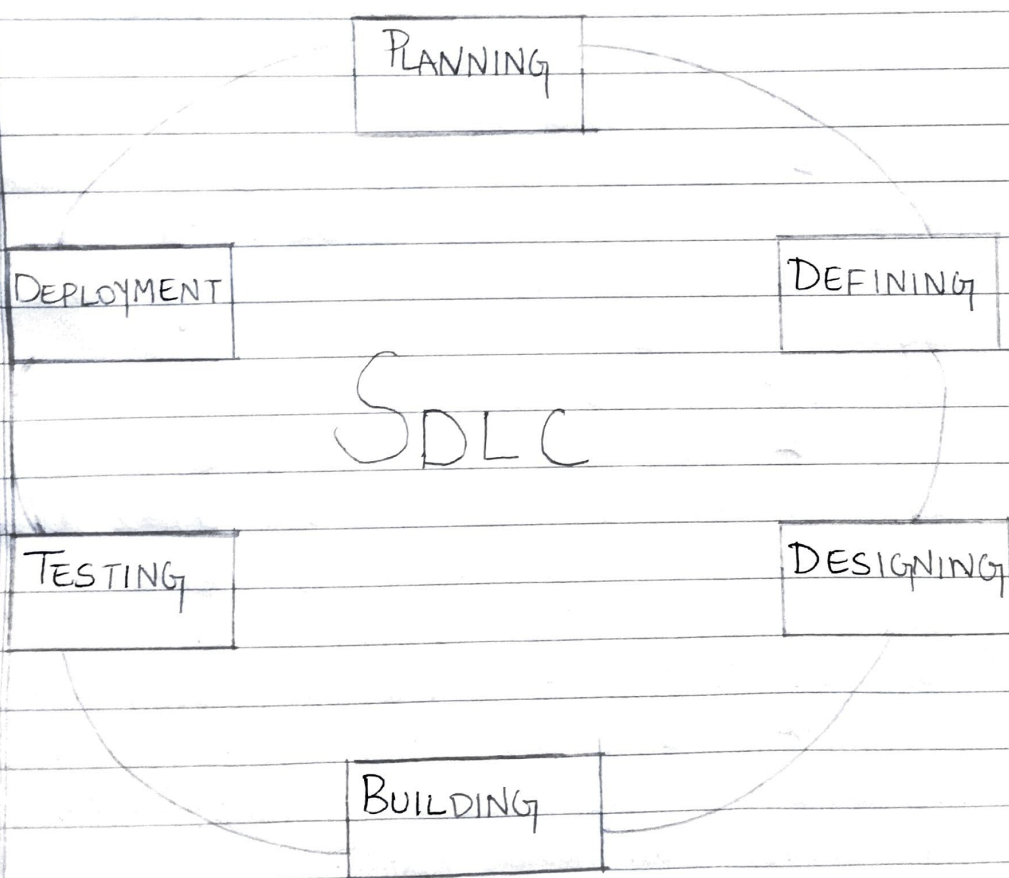 PLANNING
DEPLOYMENT
DEFINING
SDLC
TESTING
DESIGNING
BUILDING